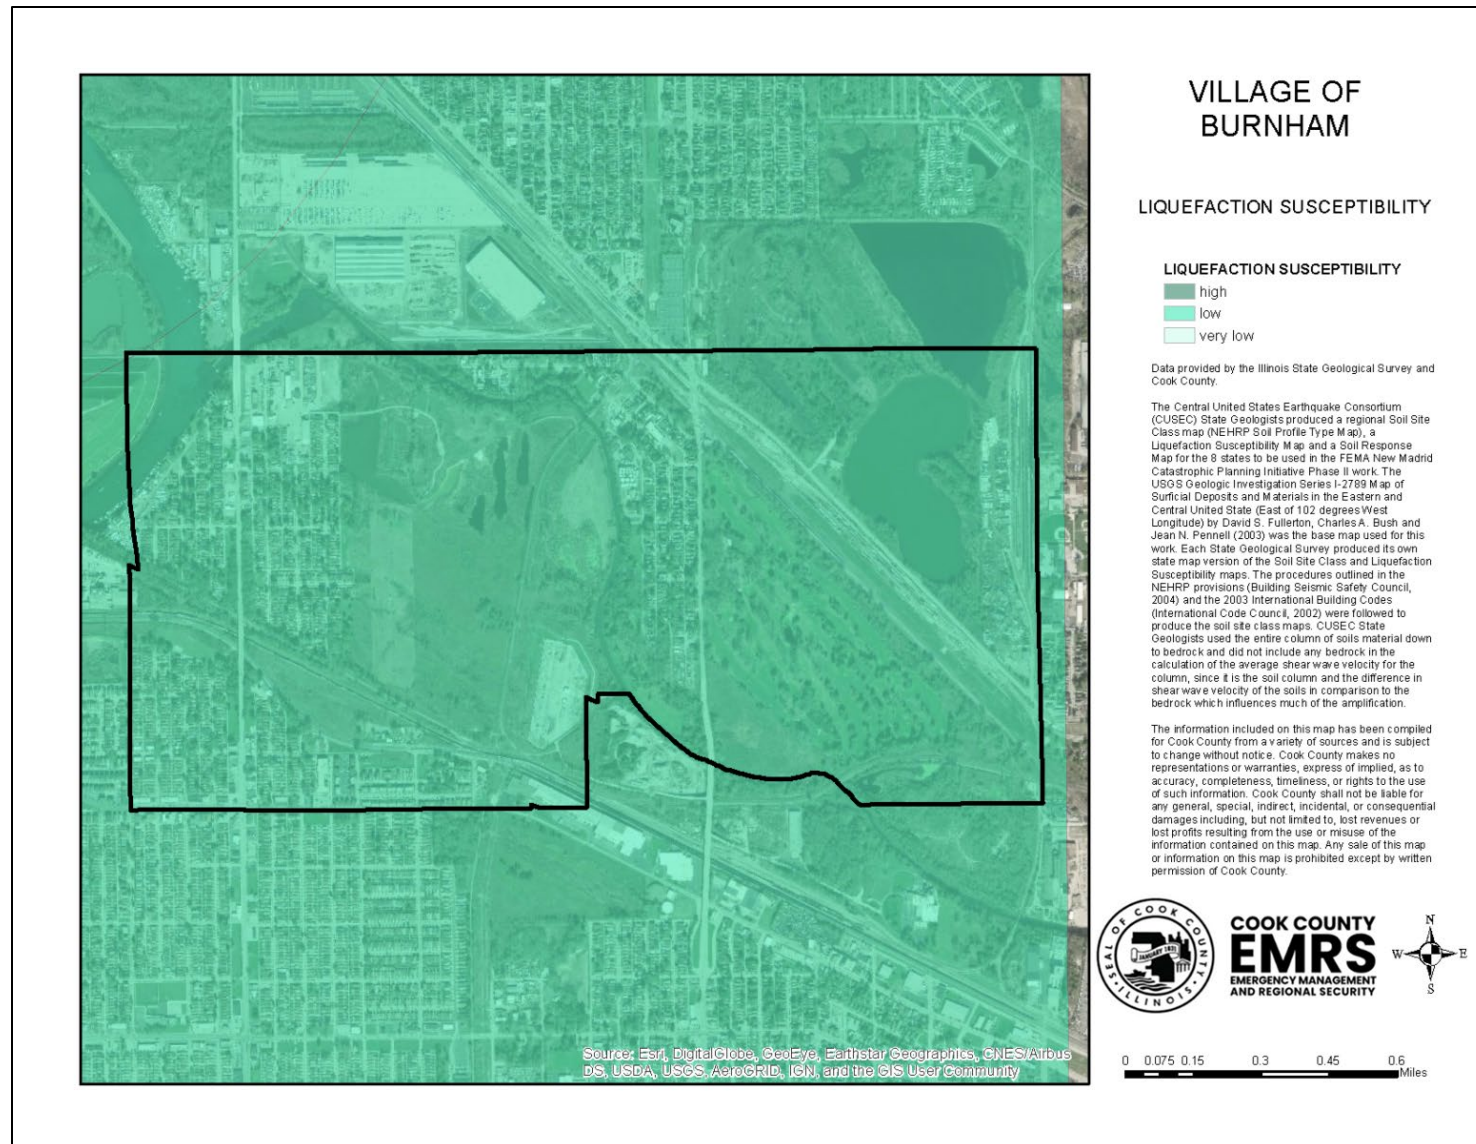 VILLAGE OF
BURNHAM
LIQUEFACTION SUSCEPTIBILITY
LIQUEFACTION SUSCEPTIBILITY
high
low
very low
Data provided by the Illinois State Geological Survey and
Cook County.
The Central United States Earthquake Consortium
(CUSEC) State Geologists produced a regional Soil Site
Class map (NEHRP Soil Profile Type Map), a
Liquefaction Susceptibility Map and a Soil Response
Map for the 8 states to be used in the FEMA New Madrid
Catastrophic Planning Initiative Phase II work. The
USGS Geologic Investigation Series I-2789 Map of
Surficial Deposits and Materials in the Eastern and
Central United State (East of 102 degrees West
Longitude) by David S. Fullerton, Charles A. Bush and
Jean N. Pennell (2003) was the base map used for this
work. Each State Geological Survey produced its own
state map version of the Soil Site Class and Liquefaction
Susceptibility maps. The procedures outlined in the
NEHRP provisions (Building Seismic Safety Council,
2004) and the 2003 International Building Codes
(International Code Council, 2002) were followed to
produce the soil site class maps. CUSEC State
Geologists used the entire column of soils material down
to bedrock and did not include any bedrock in the
calculation of the average shear wave velocity for the
column, since it is the soil column and the difference in
shear wave velocity of the soils in comparison to the
bedrock which influences much of the amplification.
The information included on this map has been compiled
for Cook County from a variety of sources and is subject
to change without notice. Cook County makes no
representations or warranties, express of implied, as to
accuracy, completeness, timeliness, or rights to the use
of such information. Cook County shall not be liable for
any general, special, indirect, incidental, or consequential
damages including, but not limited to, lost revenues or
lost profits resulting from the use or misuse of the
information contained on this map. Any sale of this map
or information on this map is prohibited except by written
permission of Cook County.
SEAL OF COOK COUNTY
JANUARY 1831
ILLINOIS
COOK COUNTY
EMRS
EMERGENCY MANAGEMENT
AND REGIONAL SECURITY
N
W E
S
Source: Esri, DigitalGlobe, GeoEye, Earthstar Geographics, CNES/Airbus
DS, USDA, USGS, AeroGRID, IGN, and the GIS User Community
0 0.075 0.15 0.3 0.45 0.6
Miles